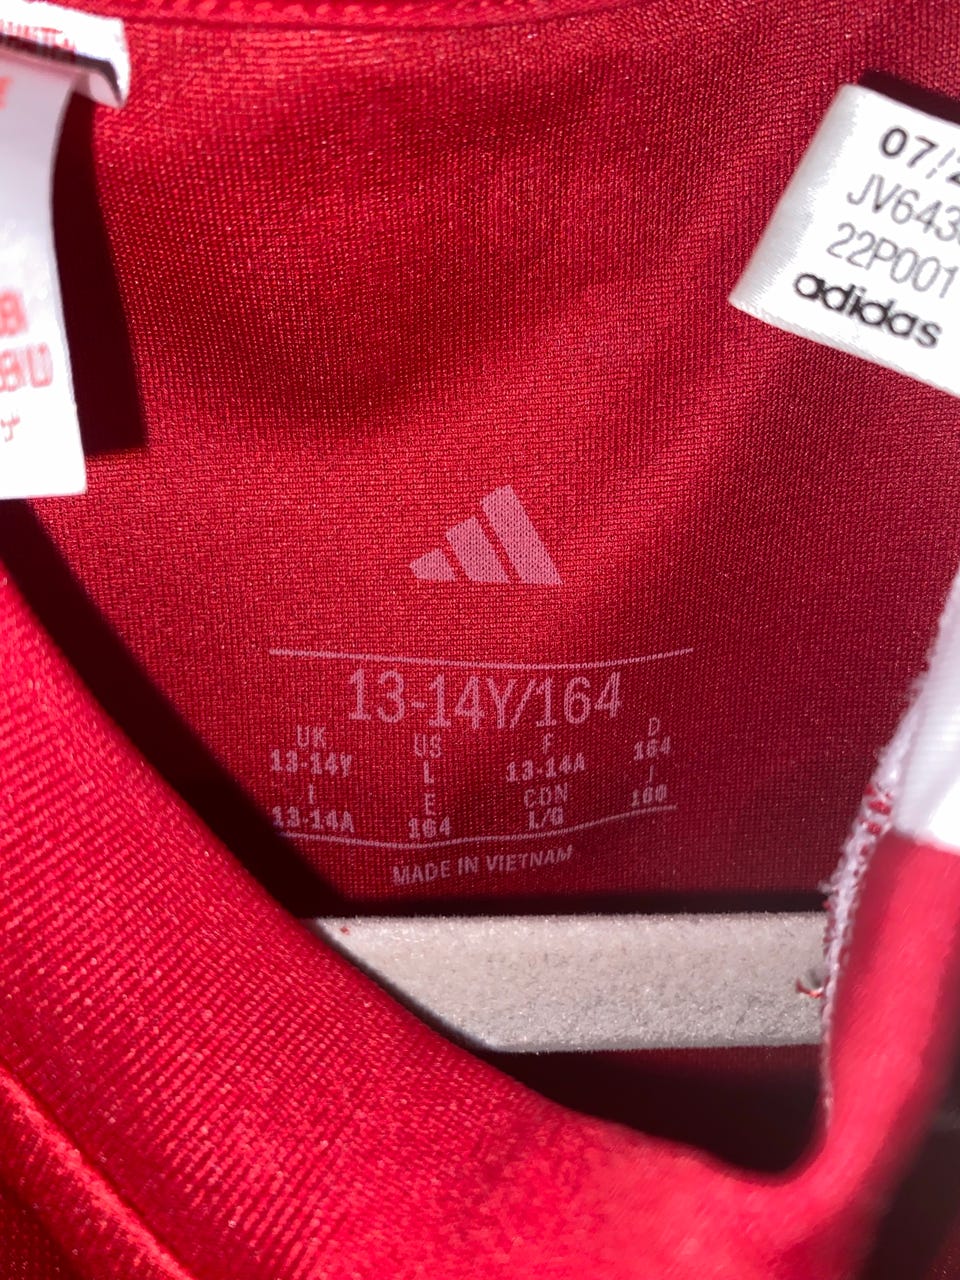 07/2
JV643
22P001
adidas
13-14Y/164
UK US F D
13-14Y L 13-14A 164
I E CDN J
13-14A 164 L/G 160
MADE IN VIETNAM